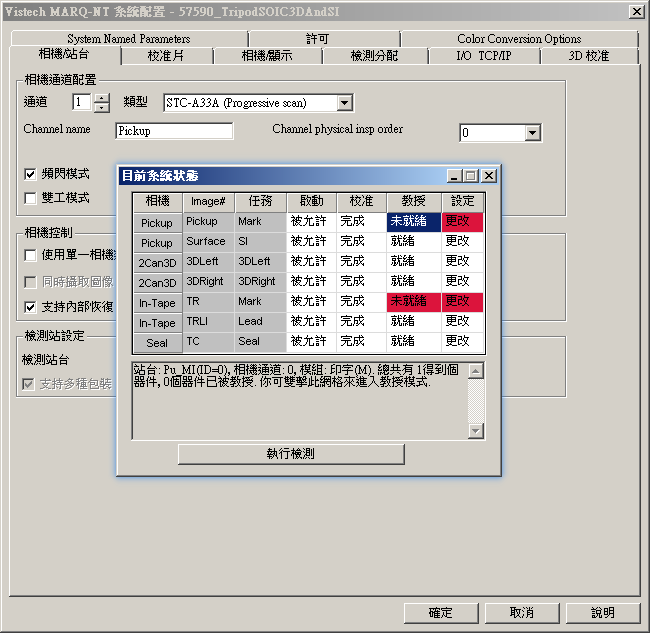 Vistech MARQ-NT 系統配置 - 57590_TripodSOIC3DAndSI
System Named Parameters 許可 Color Conversion Options
相機/站台 校准片 相機/顯示 檢測分配 I/O TCP/IP 3D 校准
相機通道配置
通道 1 類型 STC-A33A (Progressive scan)
Channel name Pickup Channel physical insp order 0
頻閃模式
雙工模式
相機控制
使用單一相機
同時攝取圖像
支持內部恢復
檢測站設定
檢測站台
支持多種包裝
目前系統狀態
相機 Image# 任務 啟動 校准 教授 設定
Pickup Pickup Mark 被允許 完成 未就緒 更改
Pickup Surface SI 被允許 完成 就緒 更改
2Can3D 3DLeft 3DLeft 被允許 完成 就緒 更改
2Can3D 3DRight 3DRight 被允許 完成 就緒 更改
In-Tape TR Mark 被允許 完成 未就緒 更改
In-Tape TRLI Lead 被允許 完成 就緒 更改
Seal TC Seal 被允許 完成 就緒 更改
站台: Pu_MI(ID=0), 相機通道: 0, 模組: 印字(M). 總共有 1得到個
器件, 0個器件已被教授. 你可雙擊此網格來進入教授模式.
執行檢測
確定 取消 說明